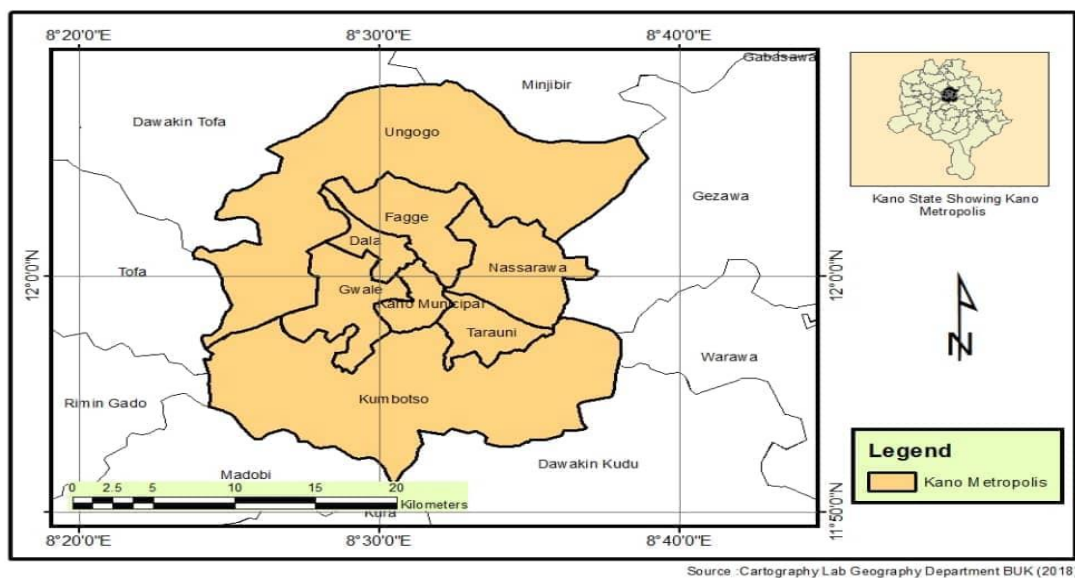 8°20'0"E 8°30'0"E 8°40'0"E
Gabasawa
Minjibir
Dawakin Tofa
Ungogo
Gezawa
Fagge
Dala
Tofa
Nassarawa
Gwale
Kano Municipal
Tarauni
Warawa
Kumbotso
Rimin Gado
Dawakin Kudu
Madobi
0 2.5 5 10 15 20
Kilometers
Kura
12°0'0"N
12°0'0"N
11°50'0"N
8°20'0"E 8°30'0"E 8°40'0"E
Kano State Showing Kano
Metropolis
N
Legend
Kano Metropolis
Source :Cartography Lab Geography Department BUK (2018